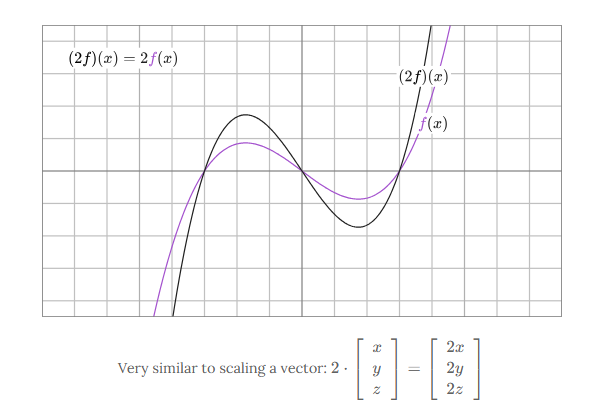 (2f)(x) = 2f(x)
(2f)(x)
f(x)
Very similar to scaling a vector: 2 · [x y z] = [2x 2y 2z]